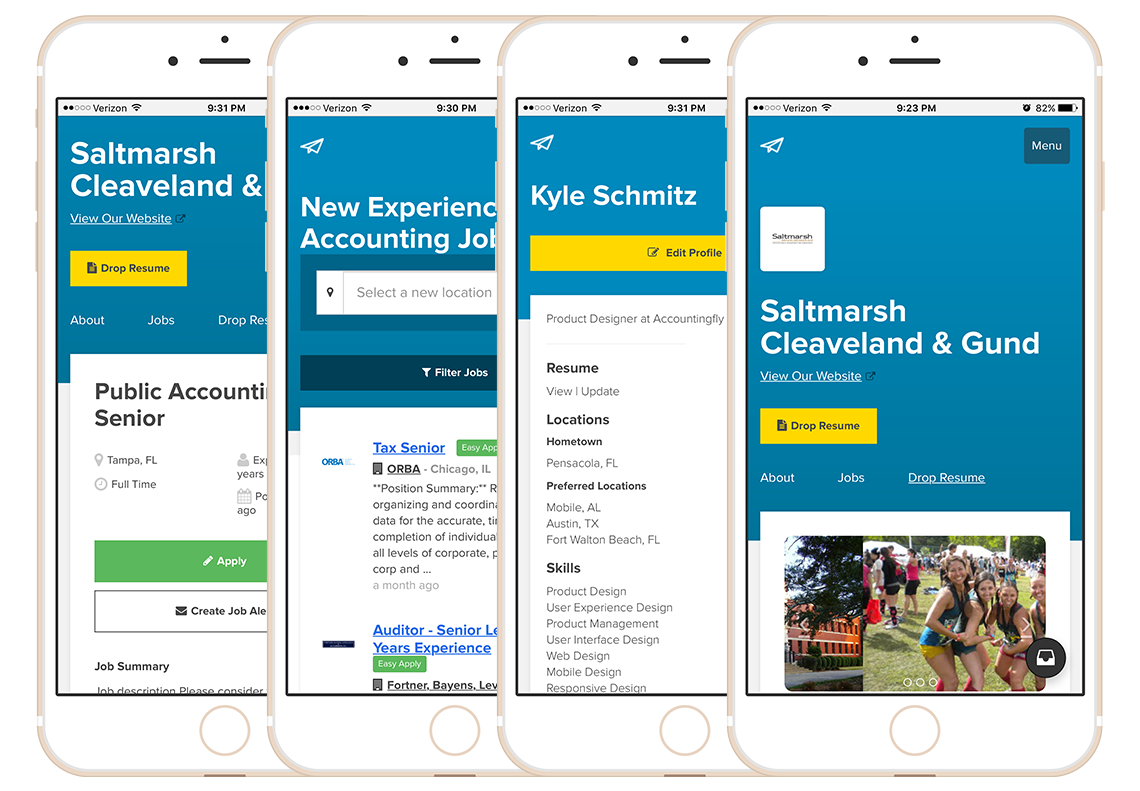 Verizon 9:31 PM
Saltmarsh
Cleaveland &
View Our Website
Drop Resume
About Jobs Drop Res
Public Accounti
Senior
Tampa, FL
Exp
years
Full Time
Po
ago
Apply
Create Job Ale
Job Summary
Job description Please consider
Verizon 9:30 PM
New Experienc
Accounting Job
Select a new location
Filter Jobs
ORBA
Tax Senior Easy App
ORBA - Chicago, IL
**Position Summary:** R
organizing and coordina
data for the accurate, tim
completion of individua
all levels of corporate, p
corp and ...
a month ago
Auditor - Senior Le
Years Experience
Easy Apply
Fortner, Bayens, Lev
Verizon 9:31 PM
Kyle Schmitz
Edit Profile
Product Designer at Accountingfly
Resume
View | Update
Locations
Hometown
Pensacola, FL
Preferred Locations
Mobile, AL
Austin, TX
Fort Walton Beach, FL
Skills
Product Design
User Experience Design
Product Management
User Interface Design
Web Design
Mobile Design
Responsive Design
Verizon 9:23 PM 82%
Menu
Saltmarsh
Saltmarsh
Cleaveland & Gund
View Our Website
Drop Resume
About Jobs Drop Resume